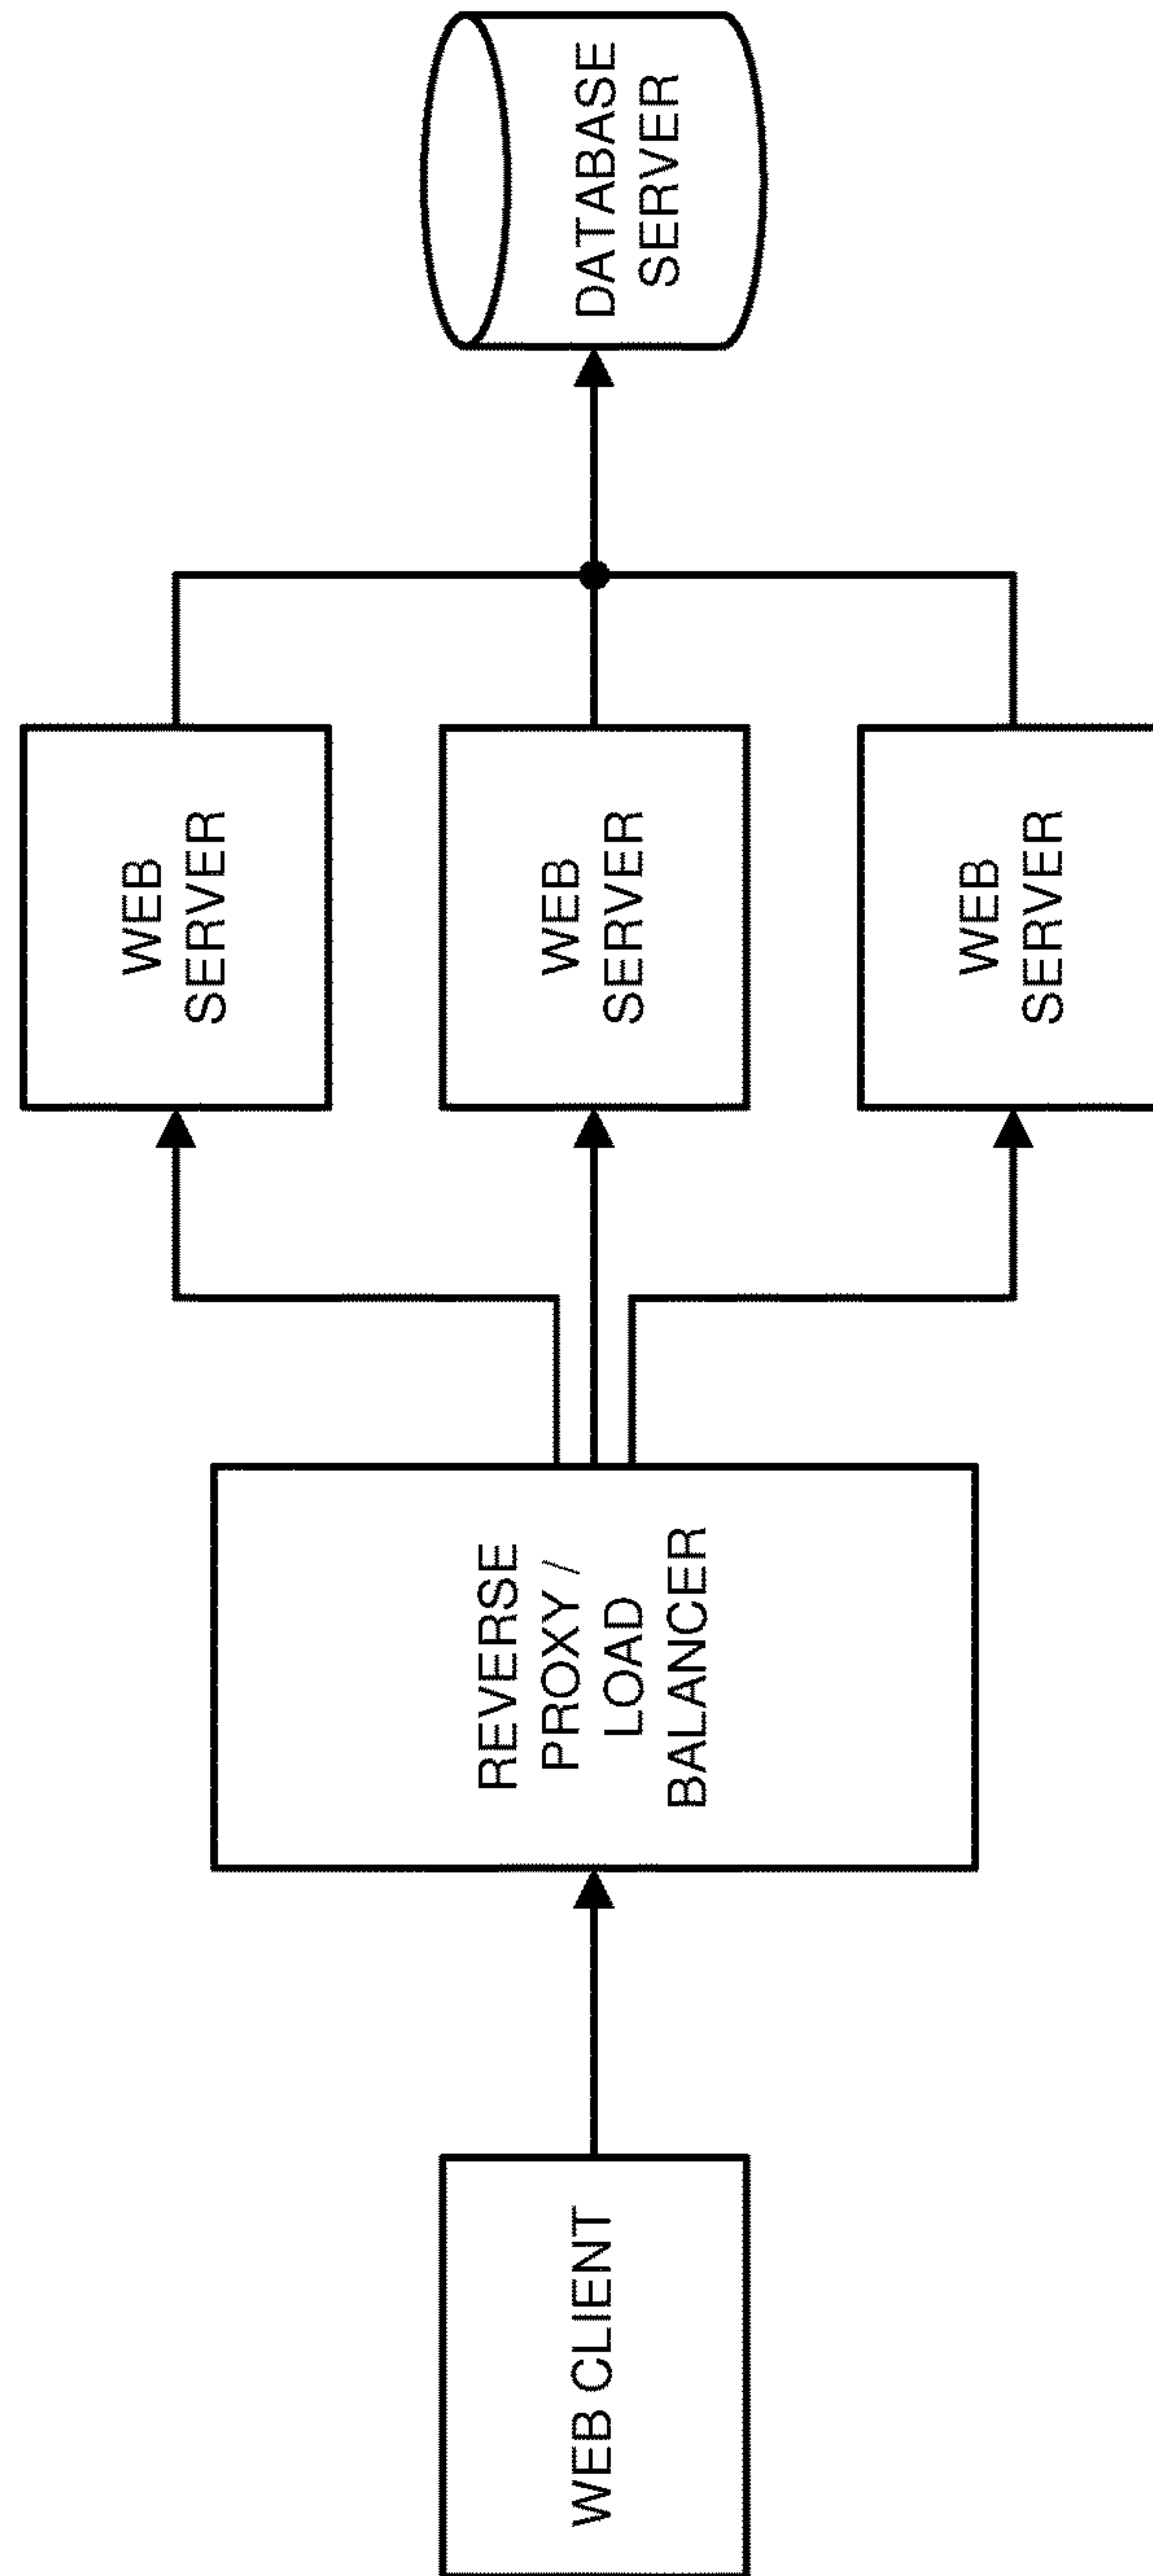 WEB CLIENT
REVERSE
PROXY /
LOAD
BALANCER
WEB
SERVER
WEB
SERVER
WEB
SERVER
DATABASE
SERVER